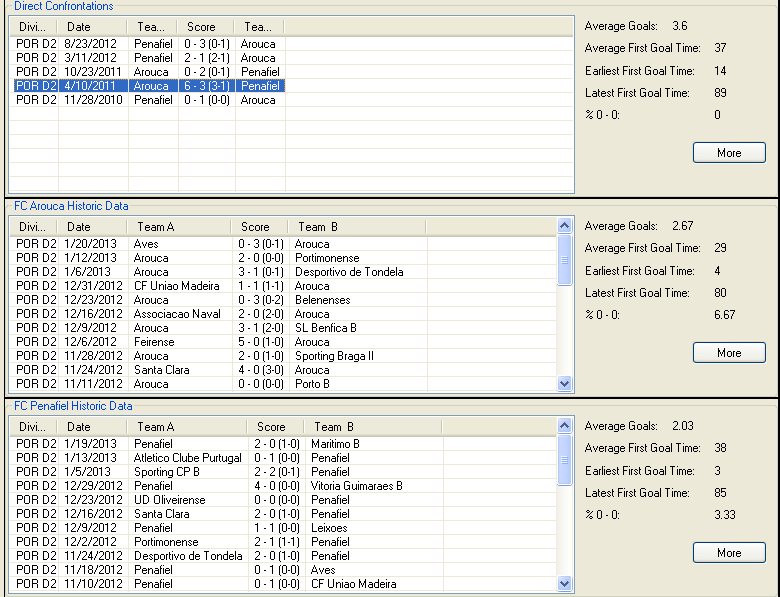 Direct Confrontations
Divi... Date Tea... Score Tea...
POR D2 8/23/2012 Penafiel 0 - 3 (0-1) Arouca
POR D2 3/11/2012 Penafiel 2 - 1 (2-1) Arouca
POR D2 10/23/2011 Arouca 0 - 2 (0-1) Penafiel
POR D2 4/10/2011 Arouca 6 - 3 (3-1) Penafiel
POR D2 11/28/2010 Penafiel 0 - 1 (0-0) Arouca
Average Goals: 3.6
Average First Goal Time: 37
Earliest First Goal Time: 14
Latest First Goal Time: 89
% 0 - 0: 0
More
FC Arouca Historic Data
Divi... Date Team A Score Team B
POR D2 1/20/2013 Aves 0 - 3 (0-1) Arouca
POR D2 1/12/2013 Arouca 2 - 0 (0-0) Portimonense
POR D2 1/6/2013 Arouca 3 - 1 (0-1) Desportivo de Tondela
POR D2 12/31/2012 CF Uniao Madeira 1 - 1 (1-1) Arouca
POR D2 12/23/2012 Arouca 0 - 3 (0-2) Belenenses
POR D2 12/16/2012 Associacao Naval 2 - 0 (2-0) Arouca
POR D2 12/9/2012 Arouca 3 - 1 (2-0) SL Benfica B
POR D2 12/6/2012 Feirense 5 - 0 (1-0) Arouca
POR D2 11/28/2012 Arouca 2 - 0 (1-0) Sporting Braga II
POR D2 11/24/2012 Santa Clara 4 - 0 (3-0) Arouca
POR D2 11/11/2012 Arouca 0 - 0 (0-0) Porto B
Average Goals: 2.67
Average First Goal Time: 29
Earliest First Goal Time: 4
Latest First Goal Time: 80
% 0 - 0: 6.67
More
FC Penafiel Historic Data
Divi... Date Team A Score Team B
POR D2 1/19/2013 Penafiel 2 - 0 (1-0) Maritimo B
POR D2 1/13/2013 Atletico Clube Purtugal 0 - 1 (0-0) Penafiel
POR D2 1/5/2013 Sporting CP B 2 - 2 (0-1) Penafiel
POR D2 12/29/2012 Penafiel 4 - 0 (0-0) Vitoria Guimaraes B
POR D2 12/23/2012 UD Oliveirense 0 - 0 (0-0) Penafiel
POR D2 12/16/2012 Santa Clara 2 - 0 (1-0) Penafiel
POR D2 12/9/2012 Penafiel 1 - 1 (0-0) Leixoes
POR D2 12/2/2012 Portimonense 2 - 1 (1-1) Penafiel
POR D2 11/24/2012 Desportivo de Tondela 2 - 0 (1-0) Penafiel
POR D2 11/18/2012 Penafiel 0 - 1 (0-0) Aves
POR D2 11/10/2012 Penafiel 0 - 1 (0-0) CF Uniao Madeira
Average Goals: 2.03
Average First Goal Time: 38
Earliest First Goal Time: 3
Latest First Goal Time: 85
% 0 - 0: 3.33
More